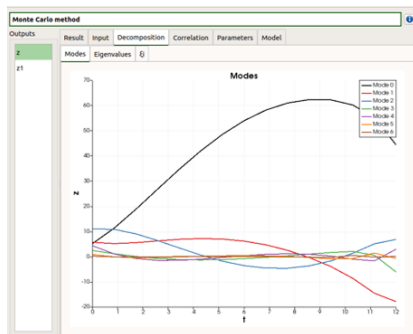 Monte Carlo method
Outputs
z
z1
Result Input Decomposition Correlation Parameters Model
Modes Eigenvalues ξi
Modes
Mode 0
Mode 1
Mode 2
Mode 3
Mode 4
Mode 5
Mode 6
70
60
50
40
30
20
10
0
-10
-20
z
0 1 2 3 4 5 6 7 8 9 10 11 12
t